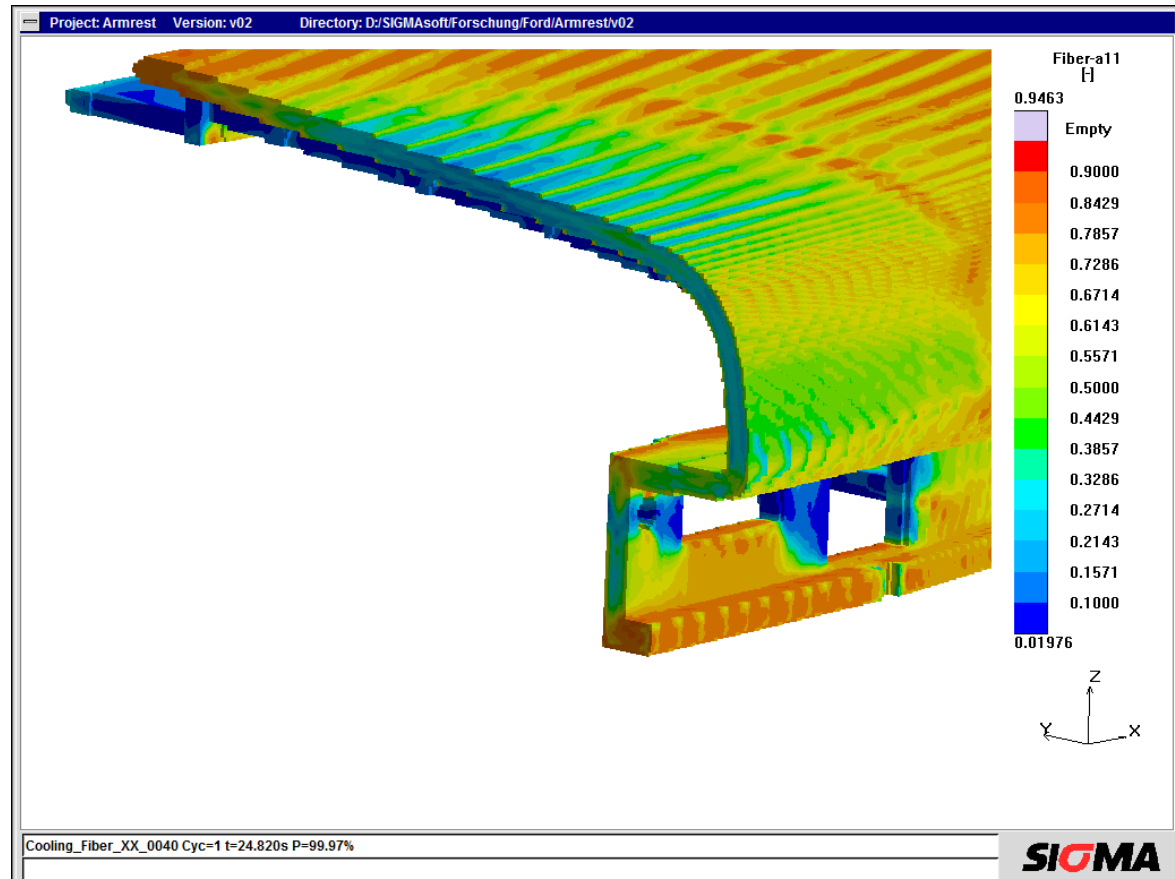 Project: Armrest Version: v02 Directory: D:/SIGMAsoft/Forschung/Ford/Armrest/v02
Fiber-a11
[-]
0.9463
Empty
0.9000
0.8429
0.7857
0.7286
0.6714
0.6143
0.5571
0.5000
0.4429
0.3857
0.3286
0.2714
0.2143
0.1571
0.1000
0.01976
Z
Y
X
Cooling_Fiber_XX_0040 Cyc=1 t=24.820s P=99.97%
SIGMA